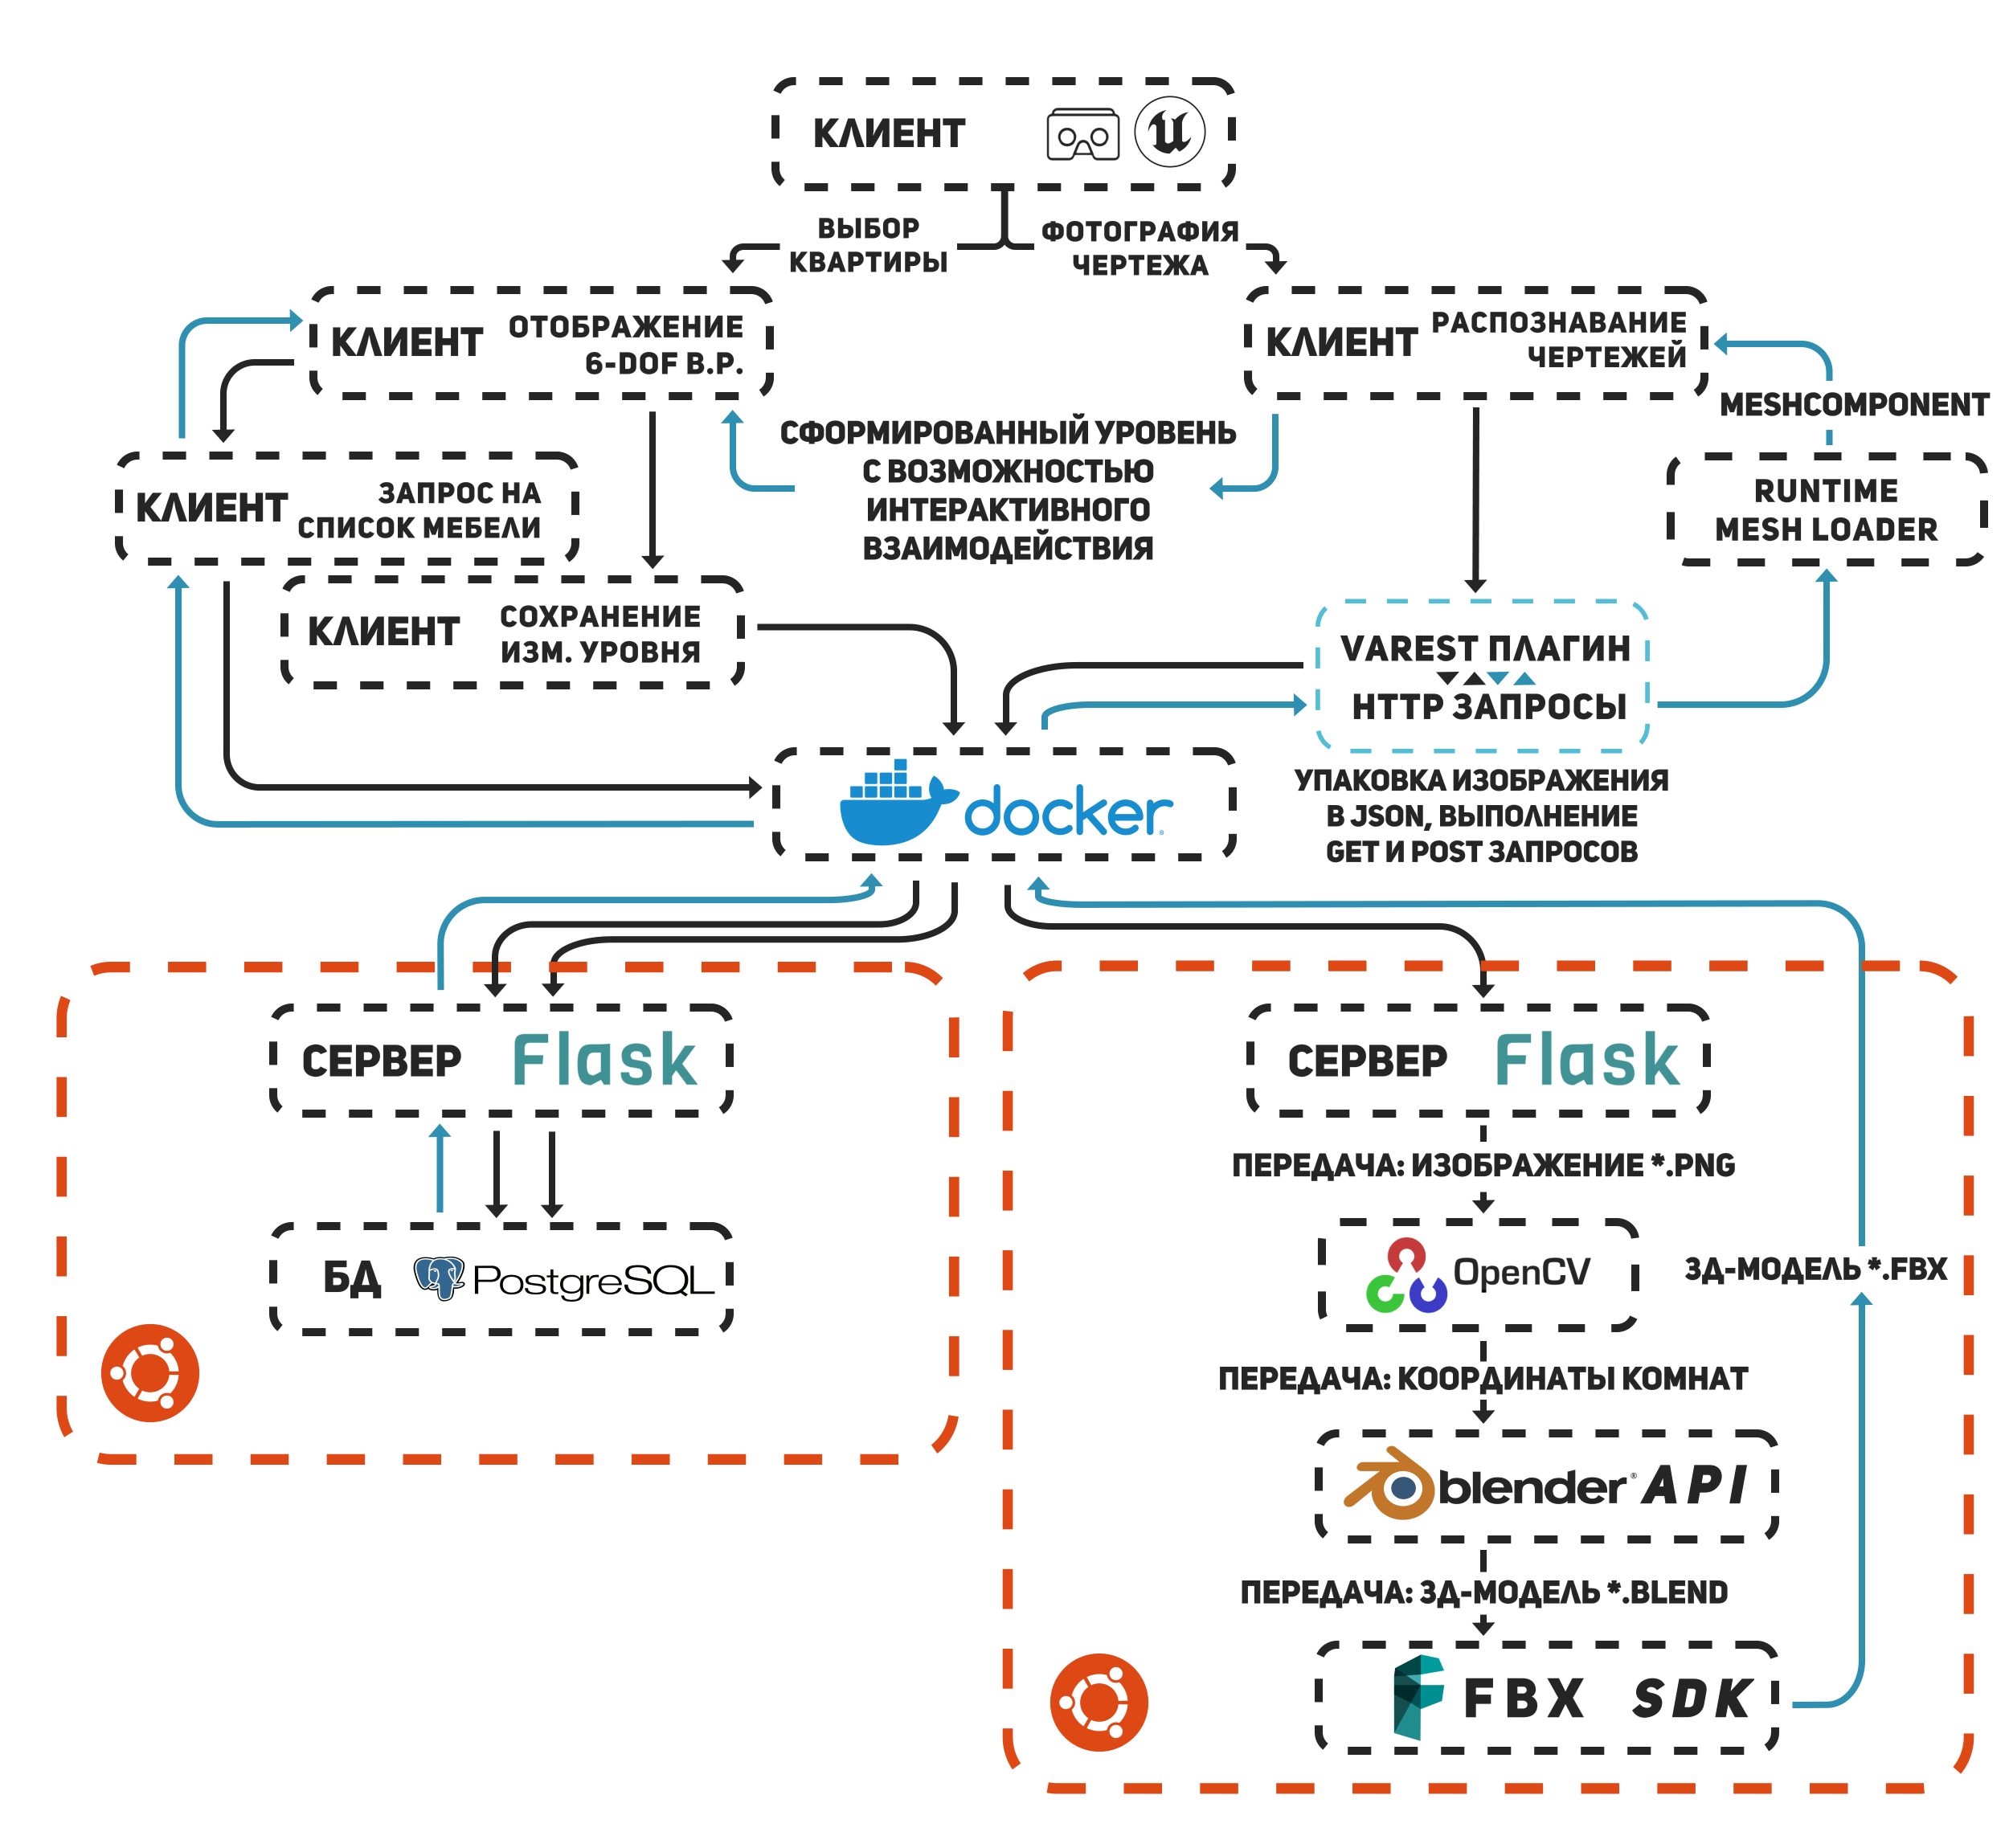 КЛИЕНТ
ВЫБОР
КВАРТИРЫ
ФОТОГРАФИЯ
ЧЕРТЕЖА
КЛИЕНТ
ОТОБРАЖЕНИЕ
6-DOF В.Р.
КЛИЕНТ
РАСПОЗНАВАНИЕ
ЧЕРТЕЖЕЙ
MESHCOMPONENT
СФОРМИРОВАННЫЙ УРОВЕНЬ
С ВОЗМОЖНОСТЬЮ
ИНТЕРАКТИВНОГО
ВЗАИМОДЕЙСТВИЯ
КЛИЕНТ
ЗАПРОС НА
СПИСОК МЕБЕЛИ
RUNTIME
MESH LOADER
КЛИЕНТ
СОХРАНЕНИЕ
ИЗМ. УРОВНЯ
VAREST ПЛАГИН
HTTP ЗАПРОСЫ
УПАКОВКА ИЗОБРАЖЕНИЯ
В JSON, ВЫПОЛНЕНИЕ
GET И POST ЗАПРОСОВ
docker
СЕРВЕР Flask
БД PostgreSQL
СЕРВЕР Flask
ПЕРЕДАЧА: ИЗОБРАЖЕНИЕ *.PNG
OpenCV
3Д-МОДЕЛЬ *.FBX
ПЕРЕДАЧА: КООРДИНАТЫ КОМНАТ
blender® API
ПЕРЕДАЧА: 3Д-МОДЕЛЬ *.BLEND
FBX SDK